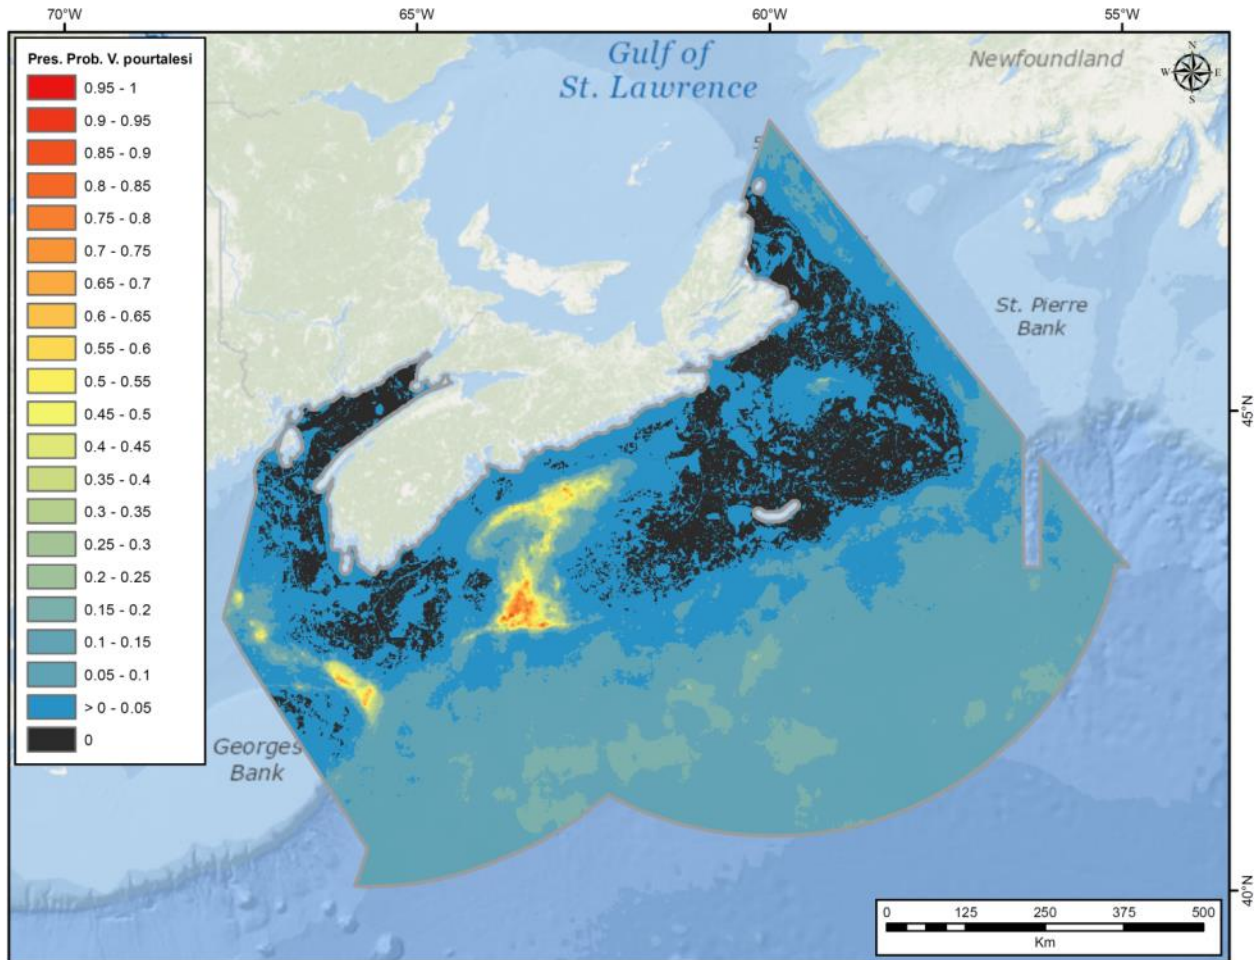 70°W
65°W
60°W
55°W
Pres. Prob. V. pourtalesi
0.95 - 1
0.9 - 0.95
0.85 - 0.9
0.8 - 0.85
0.75 - 0.8
0.7 - 0.75
0.65 - 0.7
0.6 - 0.65
0.55 - 0.6
0.5 - 0.55
0.45 - 0.5
0.4 - 0.45
0.35 - 0.4
0.3 - 0.35
0.25 - 0.3
0.2 - 0.25
0.15 - 0.2
0.1 - 0.15
0.05 - 0.1
> 0 - 0.05
0
Gulf of
St. Lawrence
Newfoundland
N
W
E
S
St. Pierre
Bank
45°N
Georges
Bank
40°N
0
125
250
375
500
Km